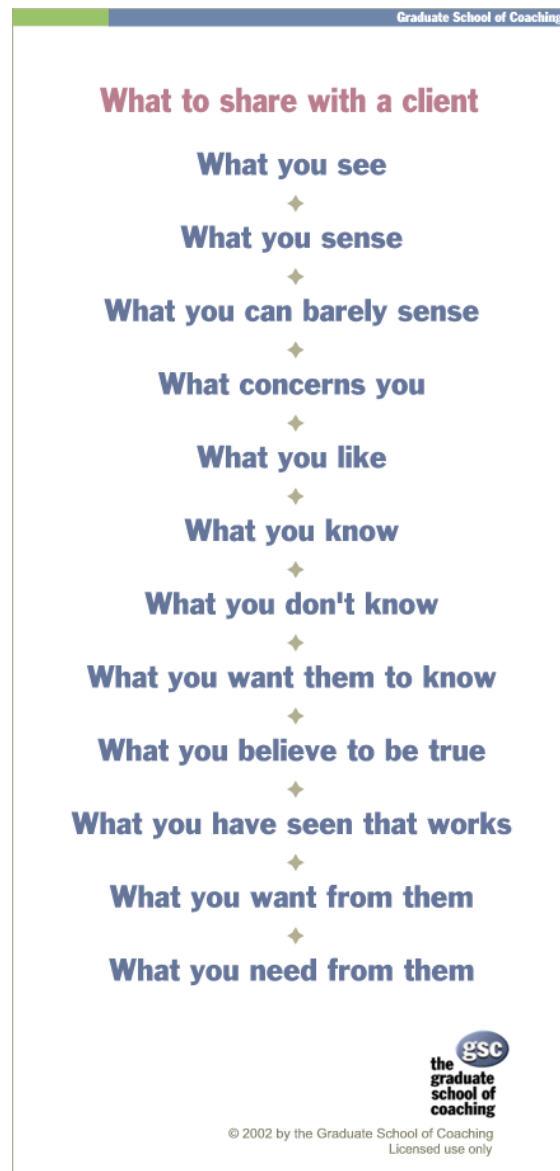 Graduate School of Coaching
What to share with a client
What you see
What you sense
What you can barely sense
What concerns you
What you like
What you know
What you don't know
What you want them to know
What you believe to be true
What you have seen that works
What you want from them
What you need from them
gsc
the
graduate
school of
coaching
© 2002 by the Graduate School of Coaching
Licensed use only